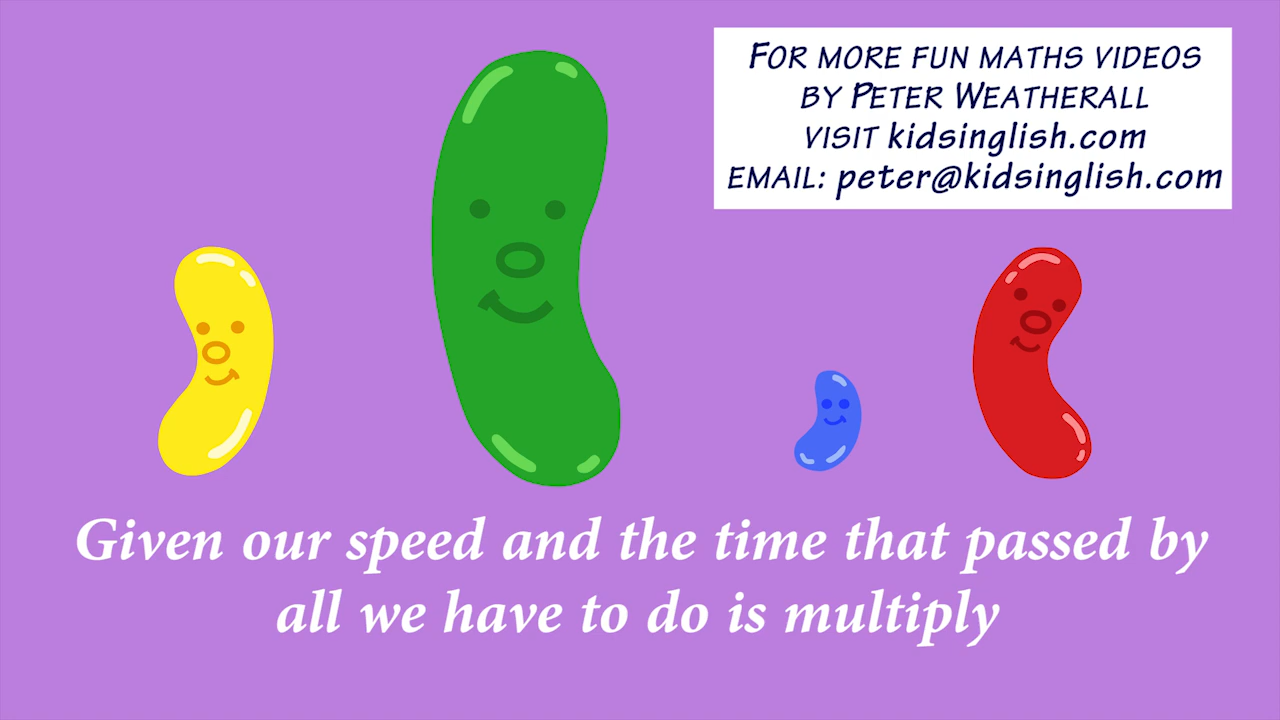 FOR MORE FUN MATHS VIDEOS
BY PETER WEATHERALL
VISIT kidsinglish.com
EMAIL: peter@kidsinglish.com
Given our speed and the time that passed by
all we have to do is multiply